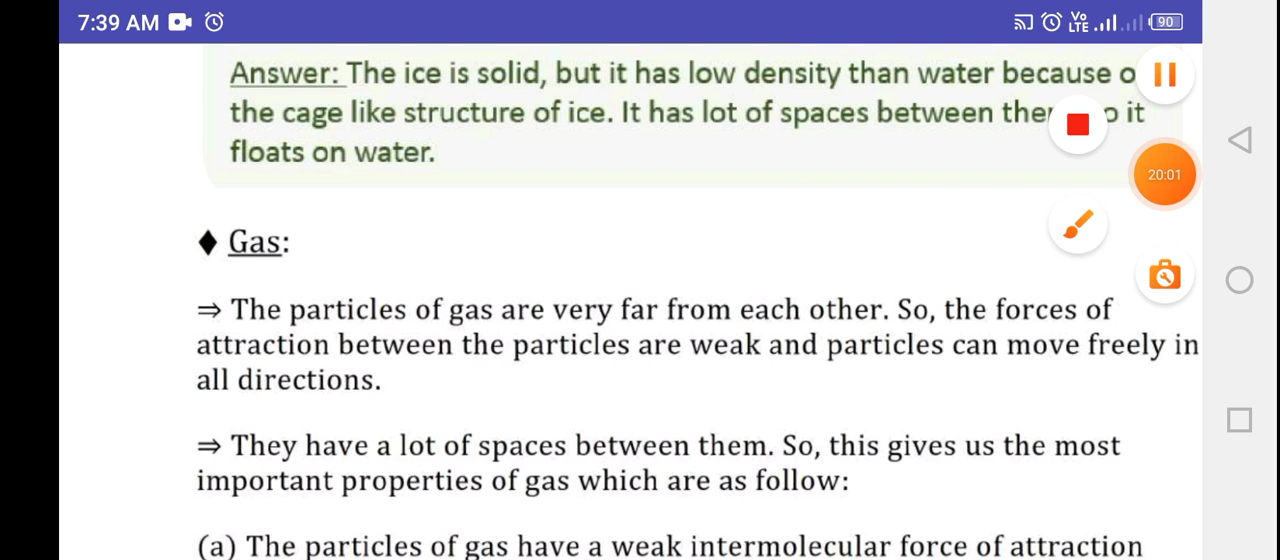 7:39 AM
Vo LTE 90
Answer: The ice is solid, but it has low density than water because
the cage like structure of ice. It has lot of spaces between it
floats on water.
20:01
♦ Gas:
⇒ The particles of gas are very far from each other. So, the forces of
attraction between the particles are weak and particles can move freely in
all directions.
⇒ They have a lot of spaces between them. So, this gives us the most
important properties of gas which are as follow:
(a) The particles of gas have a weak intermolecular force of attraction